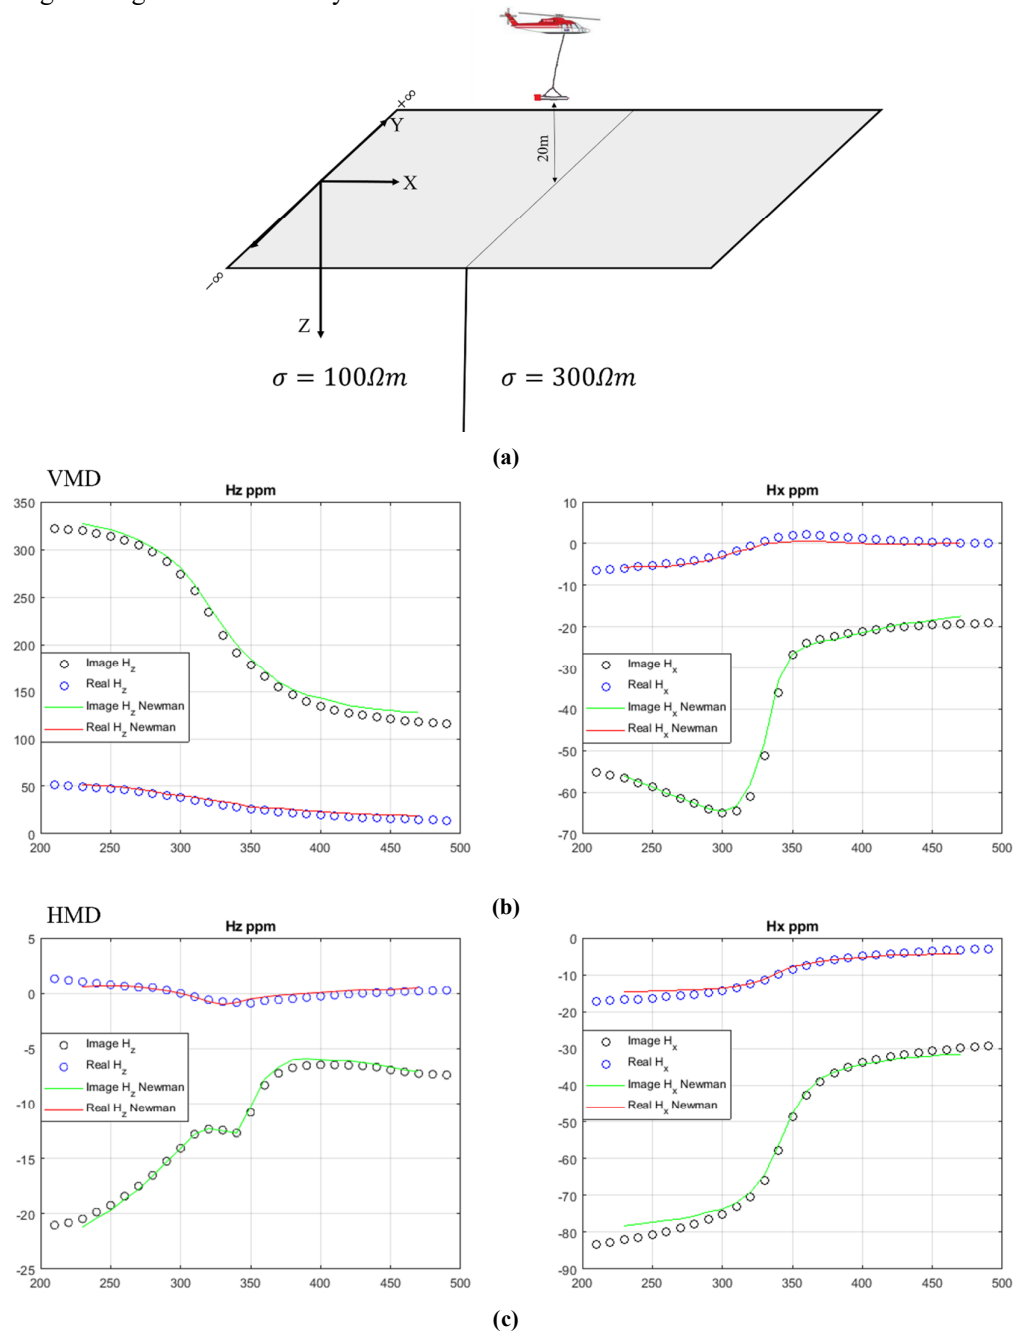 +∞
Y
20m
X
−∞
Z
σ = 100Ωm
σ = 300Ωm
(a)
VMD
Hz ppm
350
300
250
200
150
100
50
0
Image Hz
Real Hz
Image Hz Newman
Real Hz Newman
200 250 300 350 400 450 500
Hx ppm
10
0
-10
-20
-30
-40
-50
-60
-70
Image Hx
Real Hx
Image Hx Newman
Real Hx Newman
200 250 300 350 400 450 500
(b)
HMD
Hz ppm
5
0
-5
-10
-15
-20
-25
Image Hz
Real Hz
Image Hz Newman
Real Hz Newman
200 250 300 350 400 450 500
Hx ppm
0
-10
-20
-30
-40
-50
-60
-70
-80
-90
Image Hx
Real Hx
Image Hx Newman
Real Hx Newman
200 250 300 350 400 450 500
(c)